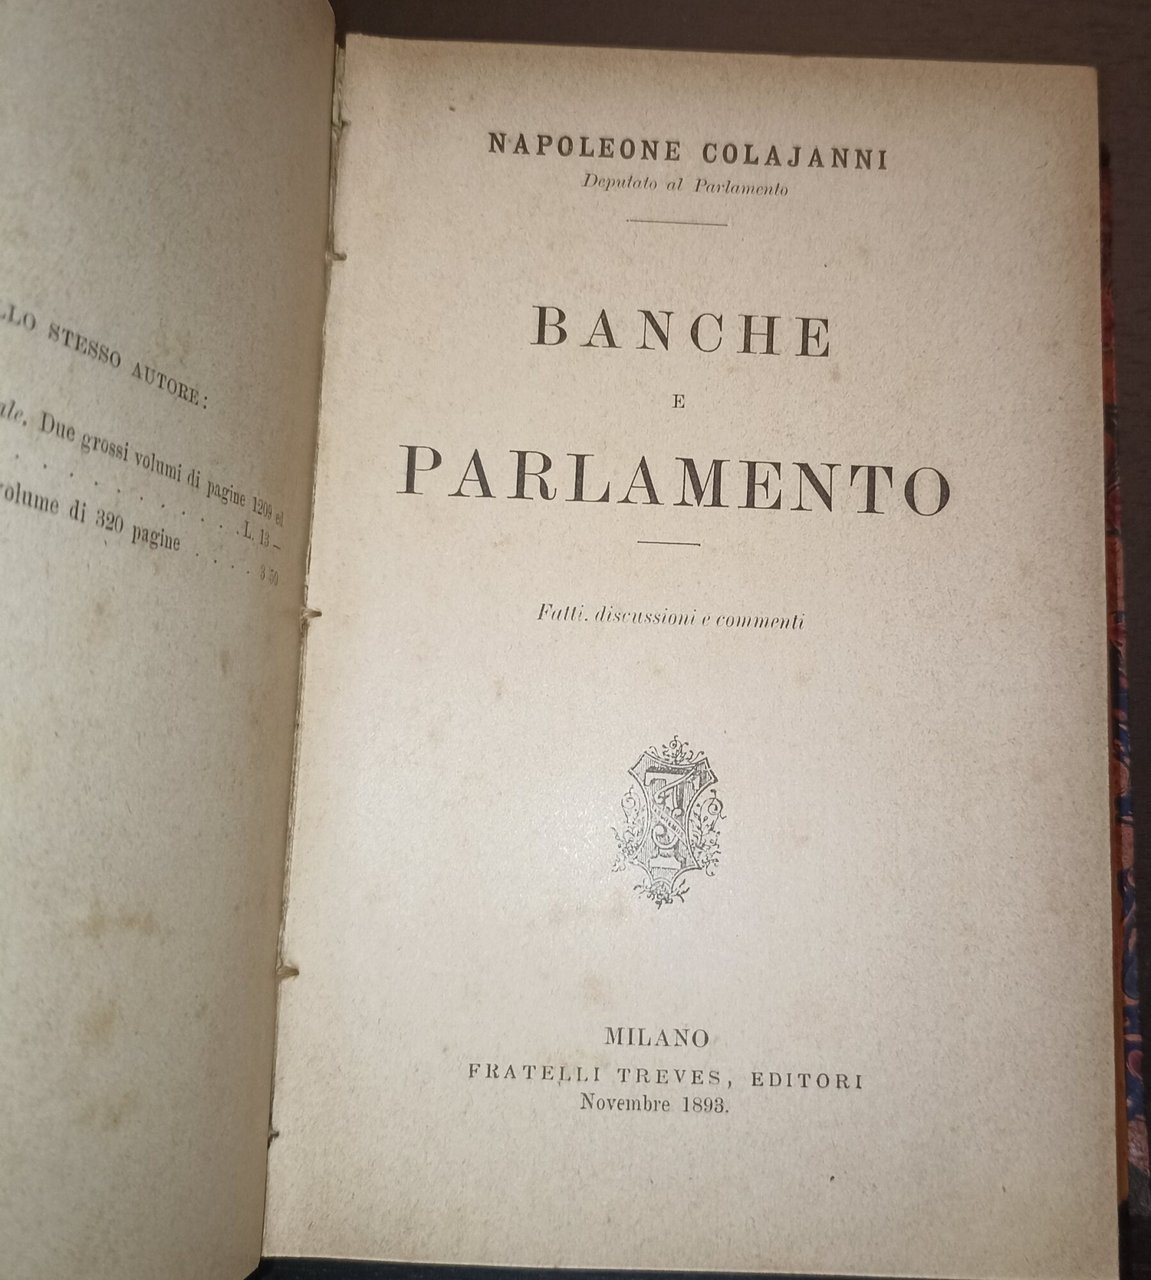 LLO STESSO AUTORE:
ale. Due grossi volumi di pagine 1209 el
. . . . . . . . . . L. 13 —
volume di 320 pagine . . . . 3 50
NAPOLEONE COLAJANNI
Deputato al Parlamento
BANCHE
E
PARLAMENTO
Fatti, discussioni e commenti
MILANO
FRATELLI TREVES, EDITORI
Novembre 1893.